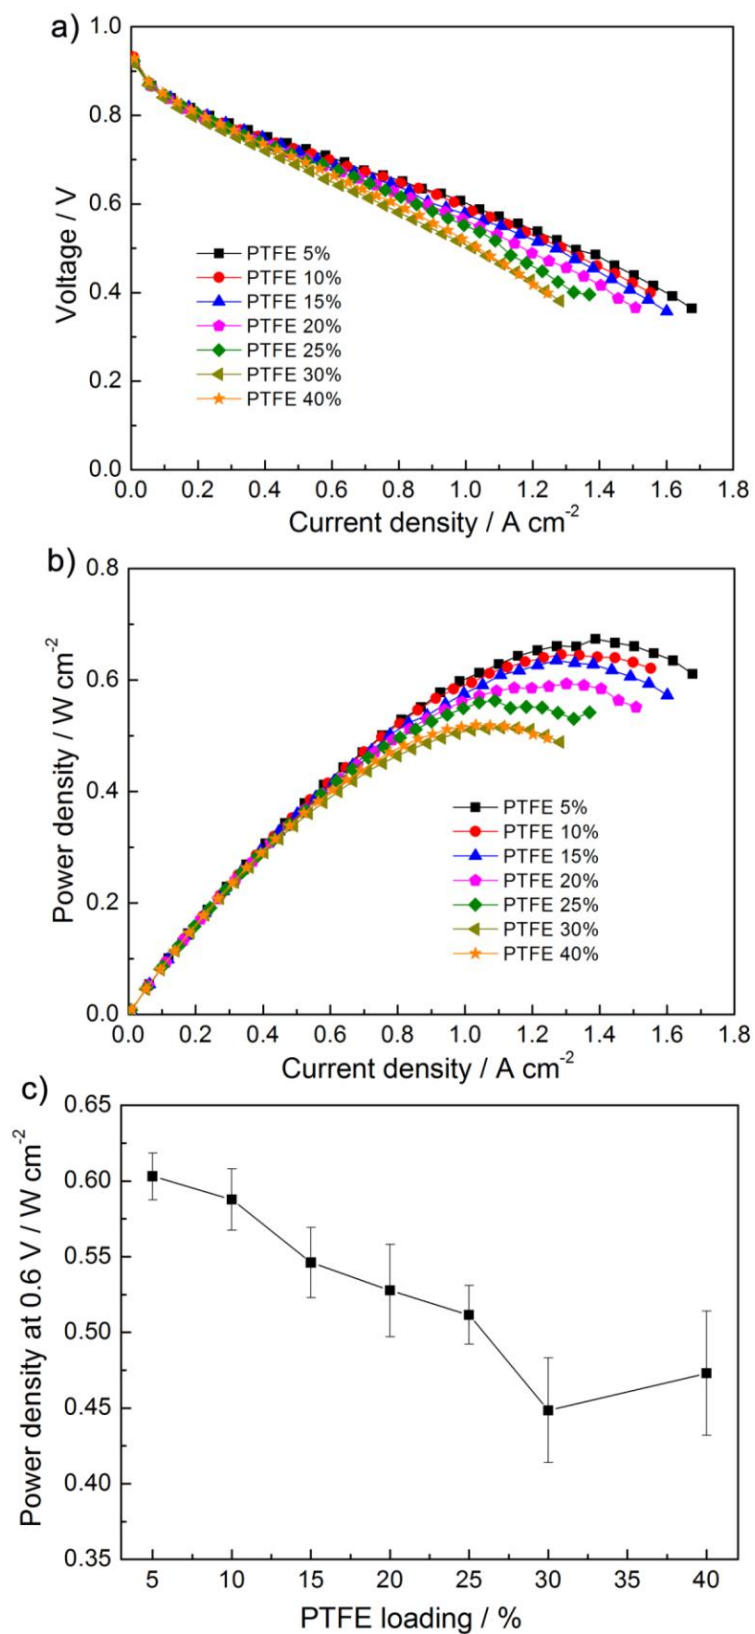 a)
1.0
0.8
0.6
0.4
0.2
0.0
Voltage / V
PTFE 5%
PTFE 10%
PTFE 15%
PTFE 20%
PTFE 25%
PTFE 30%
PTFE 40%
0.0 0.2 0.4 0.6 0.8 1.0 1.2 1.4 1.6 1.8
Current density / A cm⁻²
b)
0.8
0.6
0.4
0.2
0.0
Power density / W cm⁻²
PTFE 5%
PTFE 10%
PTFE 15%
PTFE 20%
PTFE 25%
PTFE 30%
PTFE 40%
0.0 0.2 0.4 0.6 0.8 1.0 1.2 1.4 1.6 1.8
Current density / A cm⁻²
c)
0.65
0.60
0.55
0.50
0.45
0.40
0.35
Power density at 0.6 V / W cm⁻²
5 10 15 20 25 30 35 40
PTFE loading / %